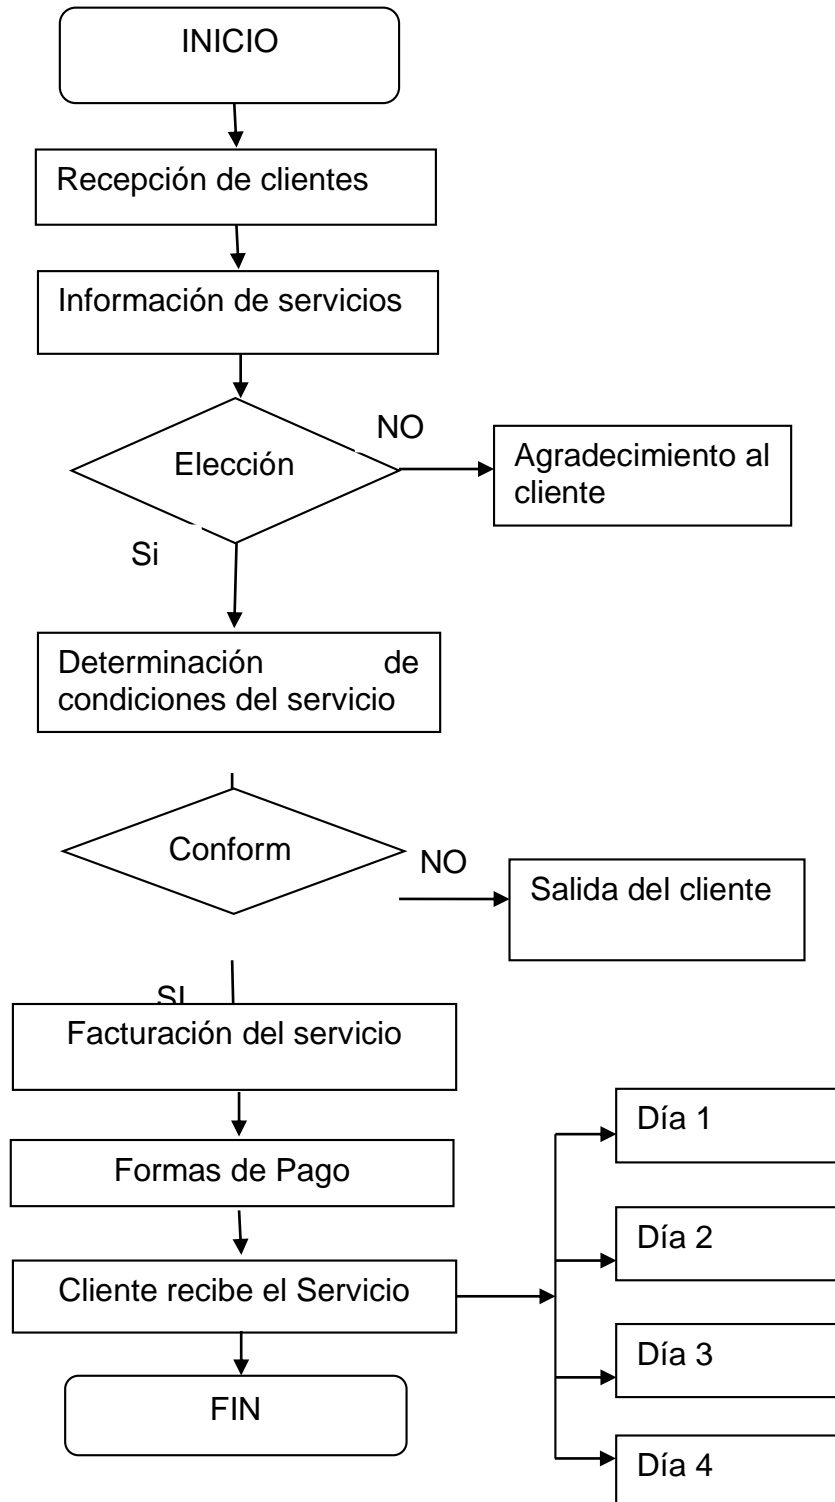 INICIO
Recepción de clientes
Información de servicios
Elección
NO
Agradecimiento al
cliente
Si
Determinación de
condiciones del servicio
Conform
NO
Salida del cliente
SI
Facturación del servicio
Formas de Pago
Cliente recibe el Servicio
Día 1
Día 2
Día 3
Día 4
FIN